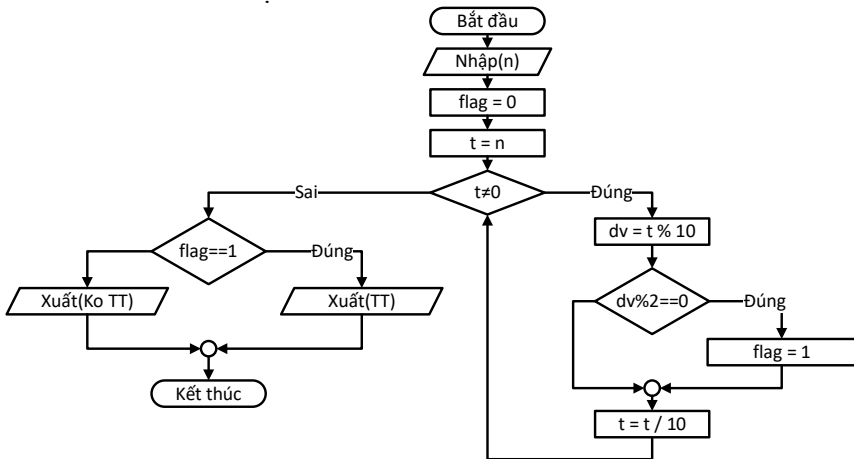 Bắt đầu
Nhập(n)
flag = 0
t = n
t≠0
Sai
Đúng
flag==1
Đúng
Xuất(Ko TT)
Xuất(TT)
Kết thúc
dv = t % 10
dv%2==0
Đúng
flag = 1
t = t / 10